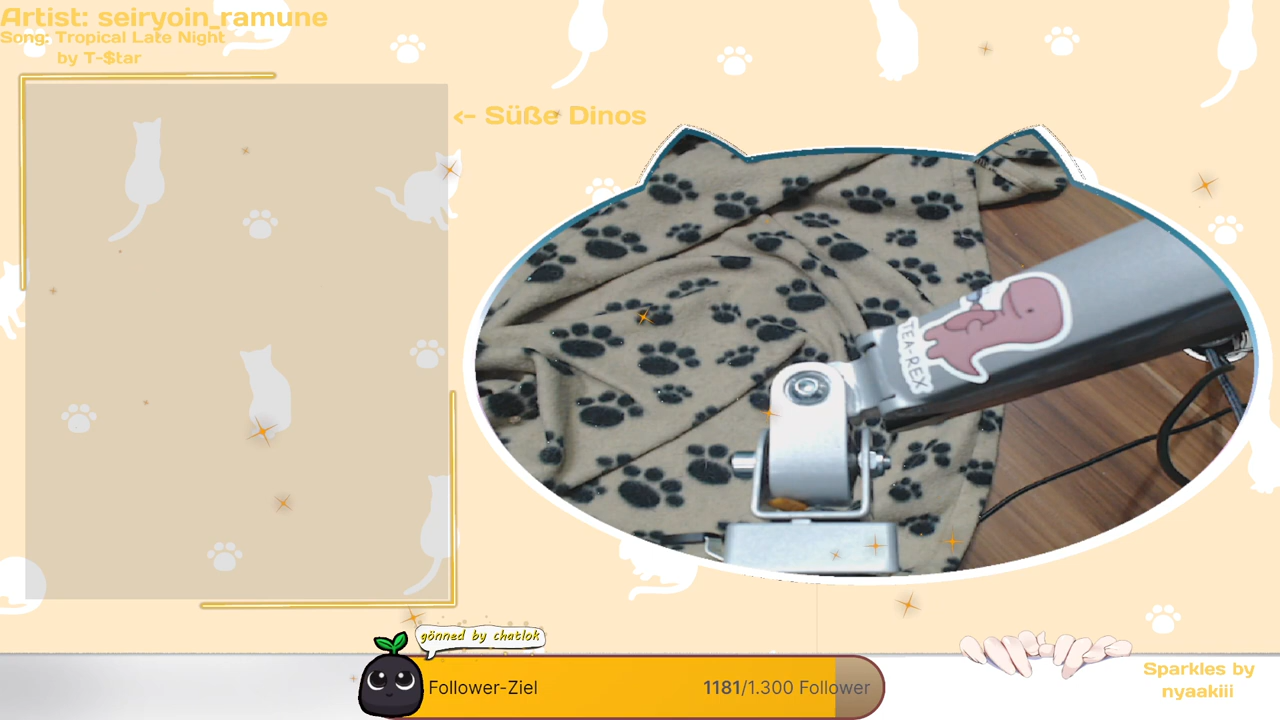 Artist: seiryoin_ramune
Song: Tropical Late Night
by T-$tar
<- Süße Dinos
TEA-REX
gönned by chatlok
Follower-Ziel
1181/1.300 Follower
Sparkles by
nyaakiii